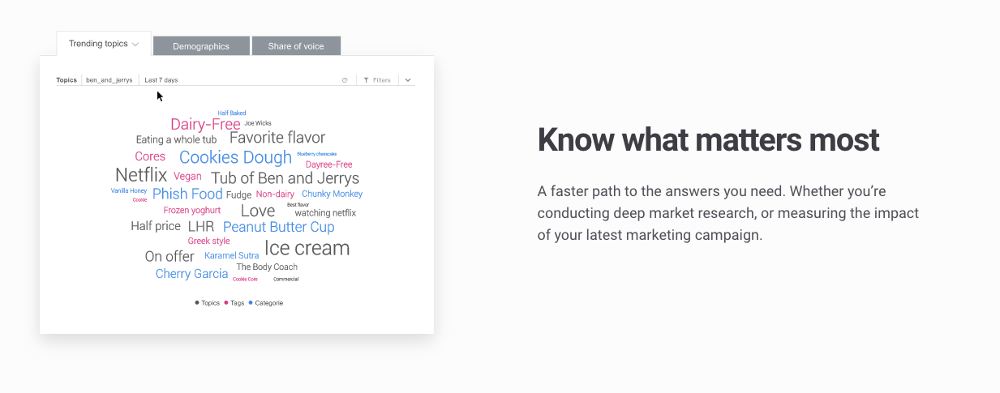 Trending topics
Demographics
Share of voice
Topics
ben_and_jerrys
Last 7 days
Filters
Half Baked
Dairy-Free
Joe Wicks
Eating a whole tub
Favorite flavor
Cores
Cookies Dough
Blueberry cheescake
Dayree-Free
Netflix
Vegan
Tub of Ben and Jerrys
Vanilla Honey
Phish Food
Fudge
Non-dairy
Chunky Monkey
Cookie
Frozen yoghurt
Love
Best flavor
watching netflix
Half price
LHR
Peanut Butter Cup
Greek style
Ice cream
On offer
Karamel Sutra
The Body Coach
Cherry Garcia
Cookie Core
Commercial
Topics
Tags
Categorie
Know what matters most
A faster path to the answers you need. Whether you’re
conducting deep market research, or measuring the impact
of your latest marketing campaign.